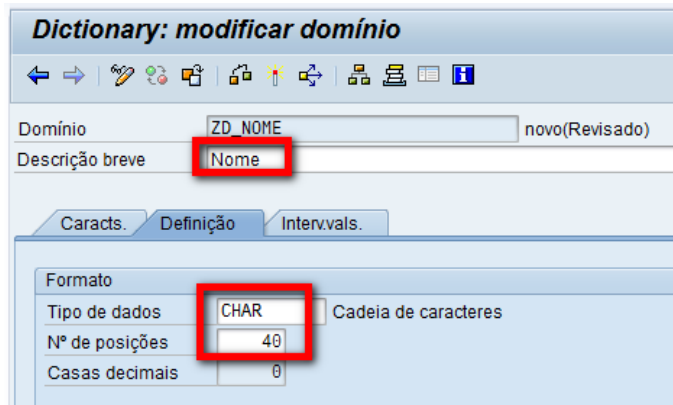 Dictionary: modificar domínio
Domínio ZD_NOME novo(Revisado)
Descrição breve Nome
Caracts. Definição Interv.vals.
Formato
Tipo de dados CHAR Cadeia de caracteres
Nº de posições 40
Casas decimais 0